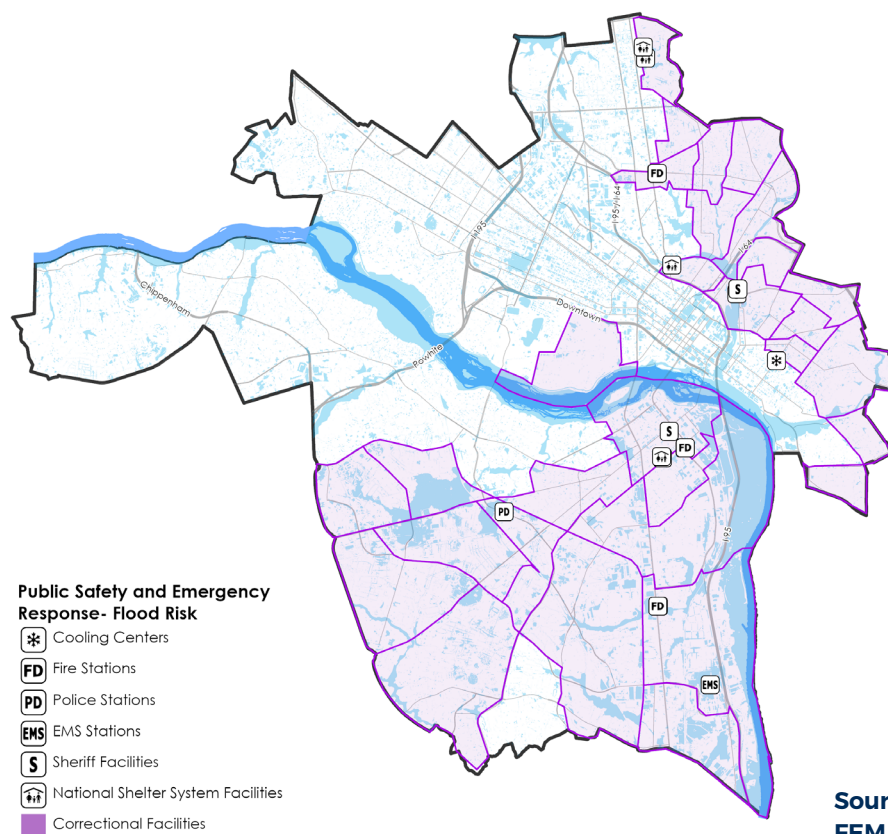 FD
I-95 / I-64
I-195
I-64
S
Chippenham
Downtown
Powhite
S
FD
PD
I-95
FD
EMS
Public Safety and Emergency
Response- Flood Risk
Cooling Centers
FD Fire Stations
PD Police Stations
EMS EMS Stations
S Sheriff Facilities
National Shelter System Facilities
Correctional Facilities
Sour
FEM